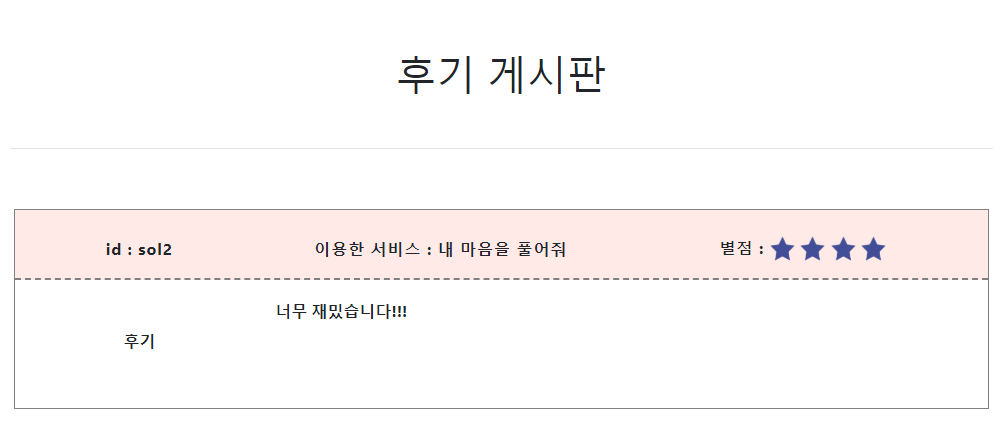 후기 게시판
id : sol2 이용한 서비스 : 내 마음을 풀어줘 별점 :
너무 재밌습니다!!!
후기